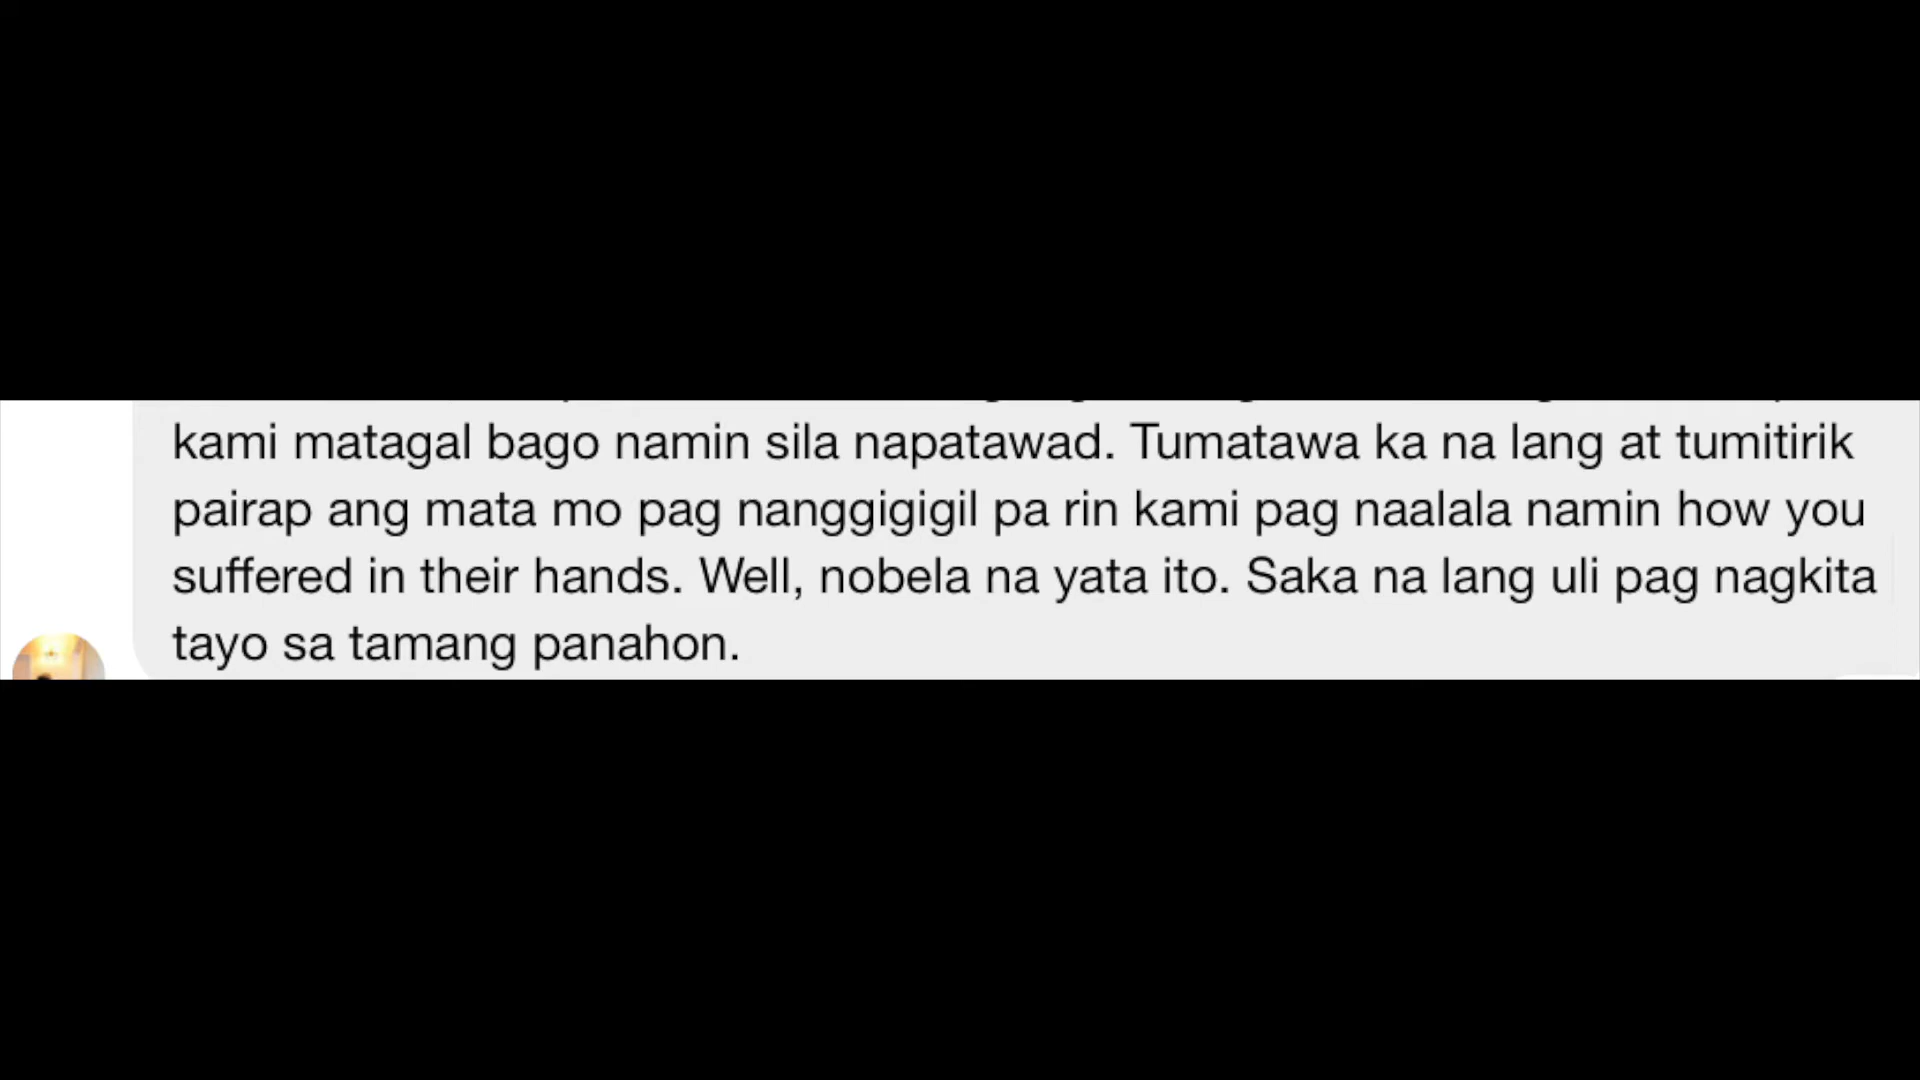 kami matagal bago namin sila napatawad. Tumatawa ka na lang at tumitirik
pairap ang mata mo pag nanggigigil pa rin kami pag naalala namin how you
suffered in their hands. Well, nobela na yata ito. Saka na lang uli pag nagkita
tayo sa tamang panahon.